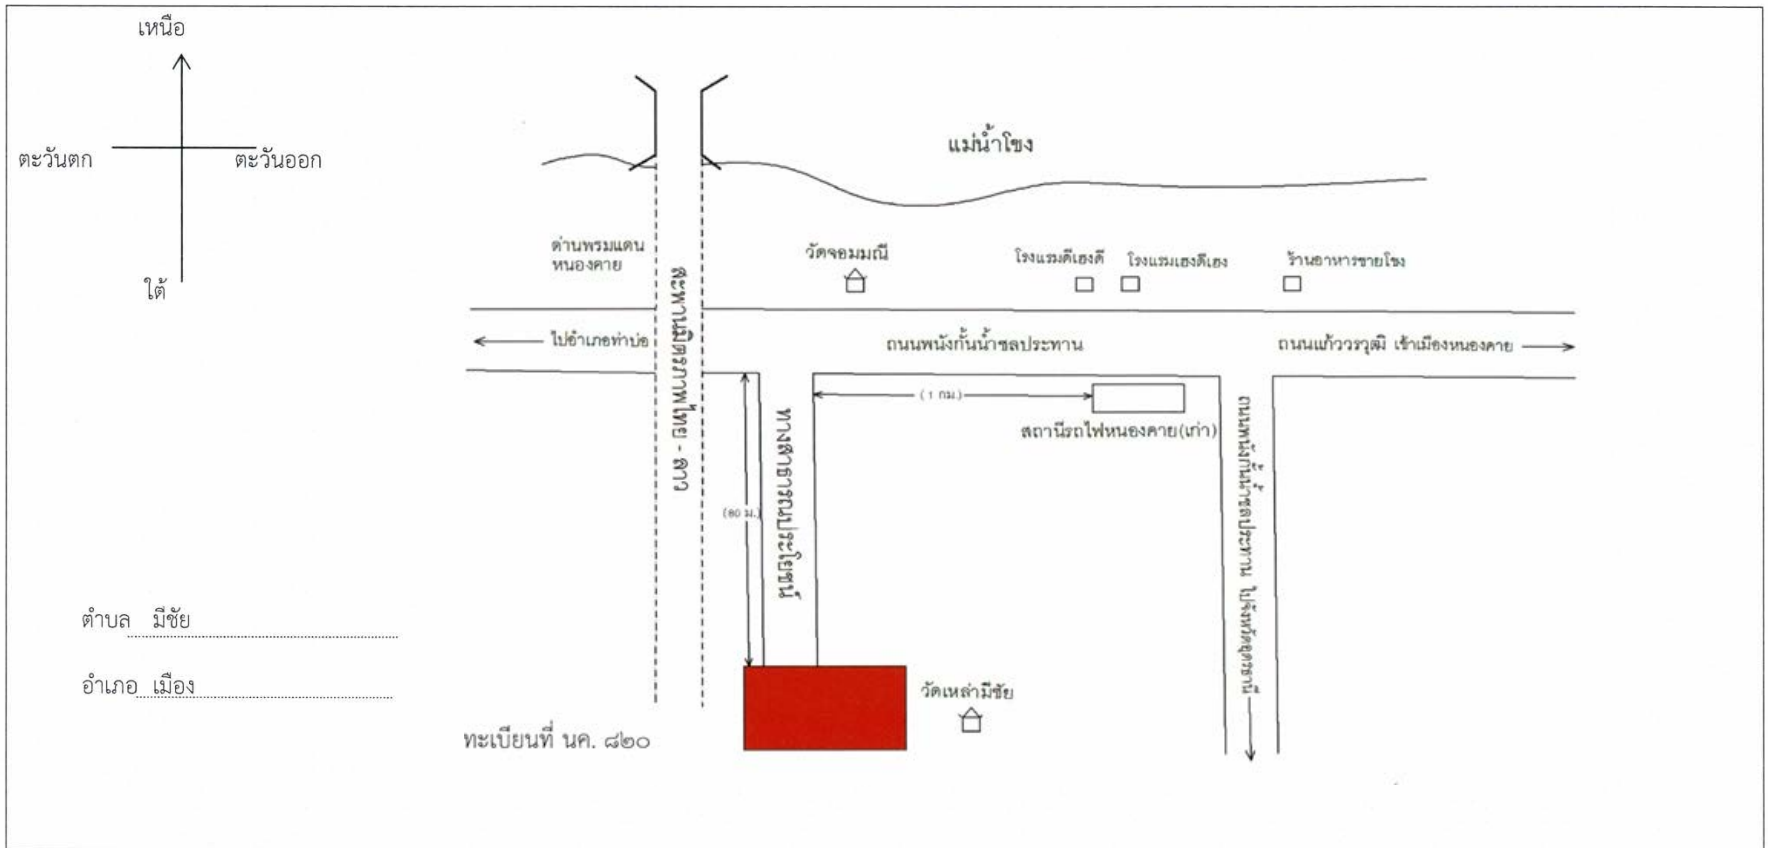 เหนือ
ตะวันตก
ตะวันออก
ใต้
แม่น้ำโขง
ด่านพรมแดน
หนองคาย
วัดจอมมณี
โรงแรมดีเฮงดี
โรงแรมเฮงดีเฮง
ร้านอาหารชายโขง
สะพานมิตรภาพไทย - ลาว
ไปอำเภอท่าบ่อ
ถนนพนังกั้นน้ำชลประทาน
ถนนแก้ววรวุฒิ เข้าเมืองหนองคาย
(1 กม.)
สถานีรถไฟหนองคาย(เก่า)
ทางสาธารณประโยชน์
(80 ม.)
ถนนพนังกั้นน้ำชลประทาน ไปจังหวัดอุดรธานี
ตำบล มีชัย
อำเภอ เมือง
วัดเหล่ามีชัย
ทะเบียนที่ นค. ๘๒๐